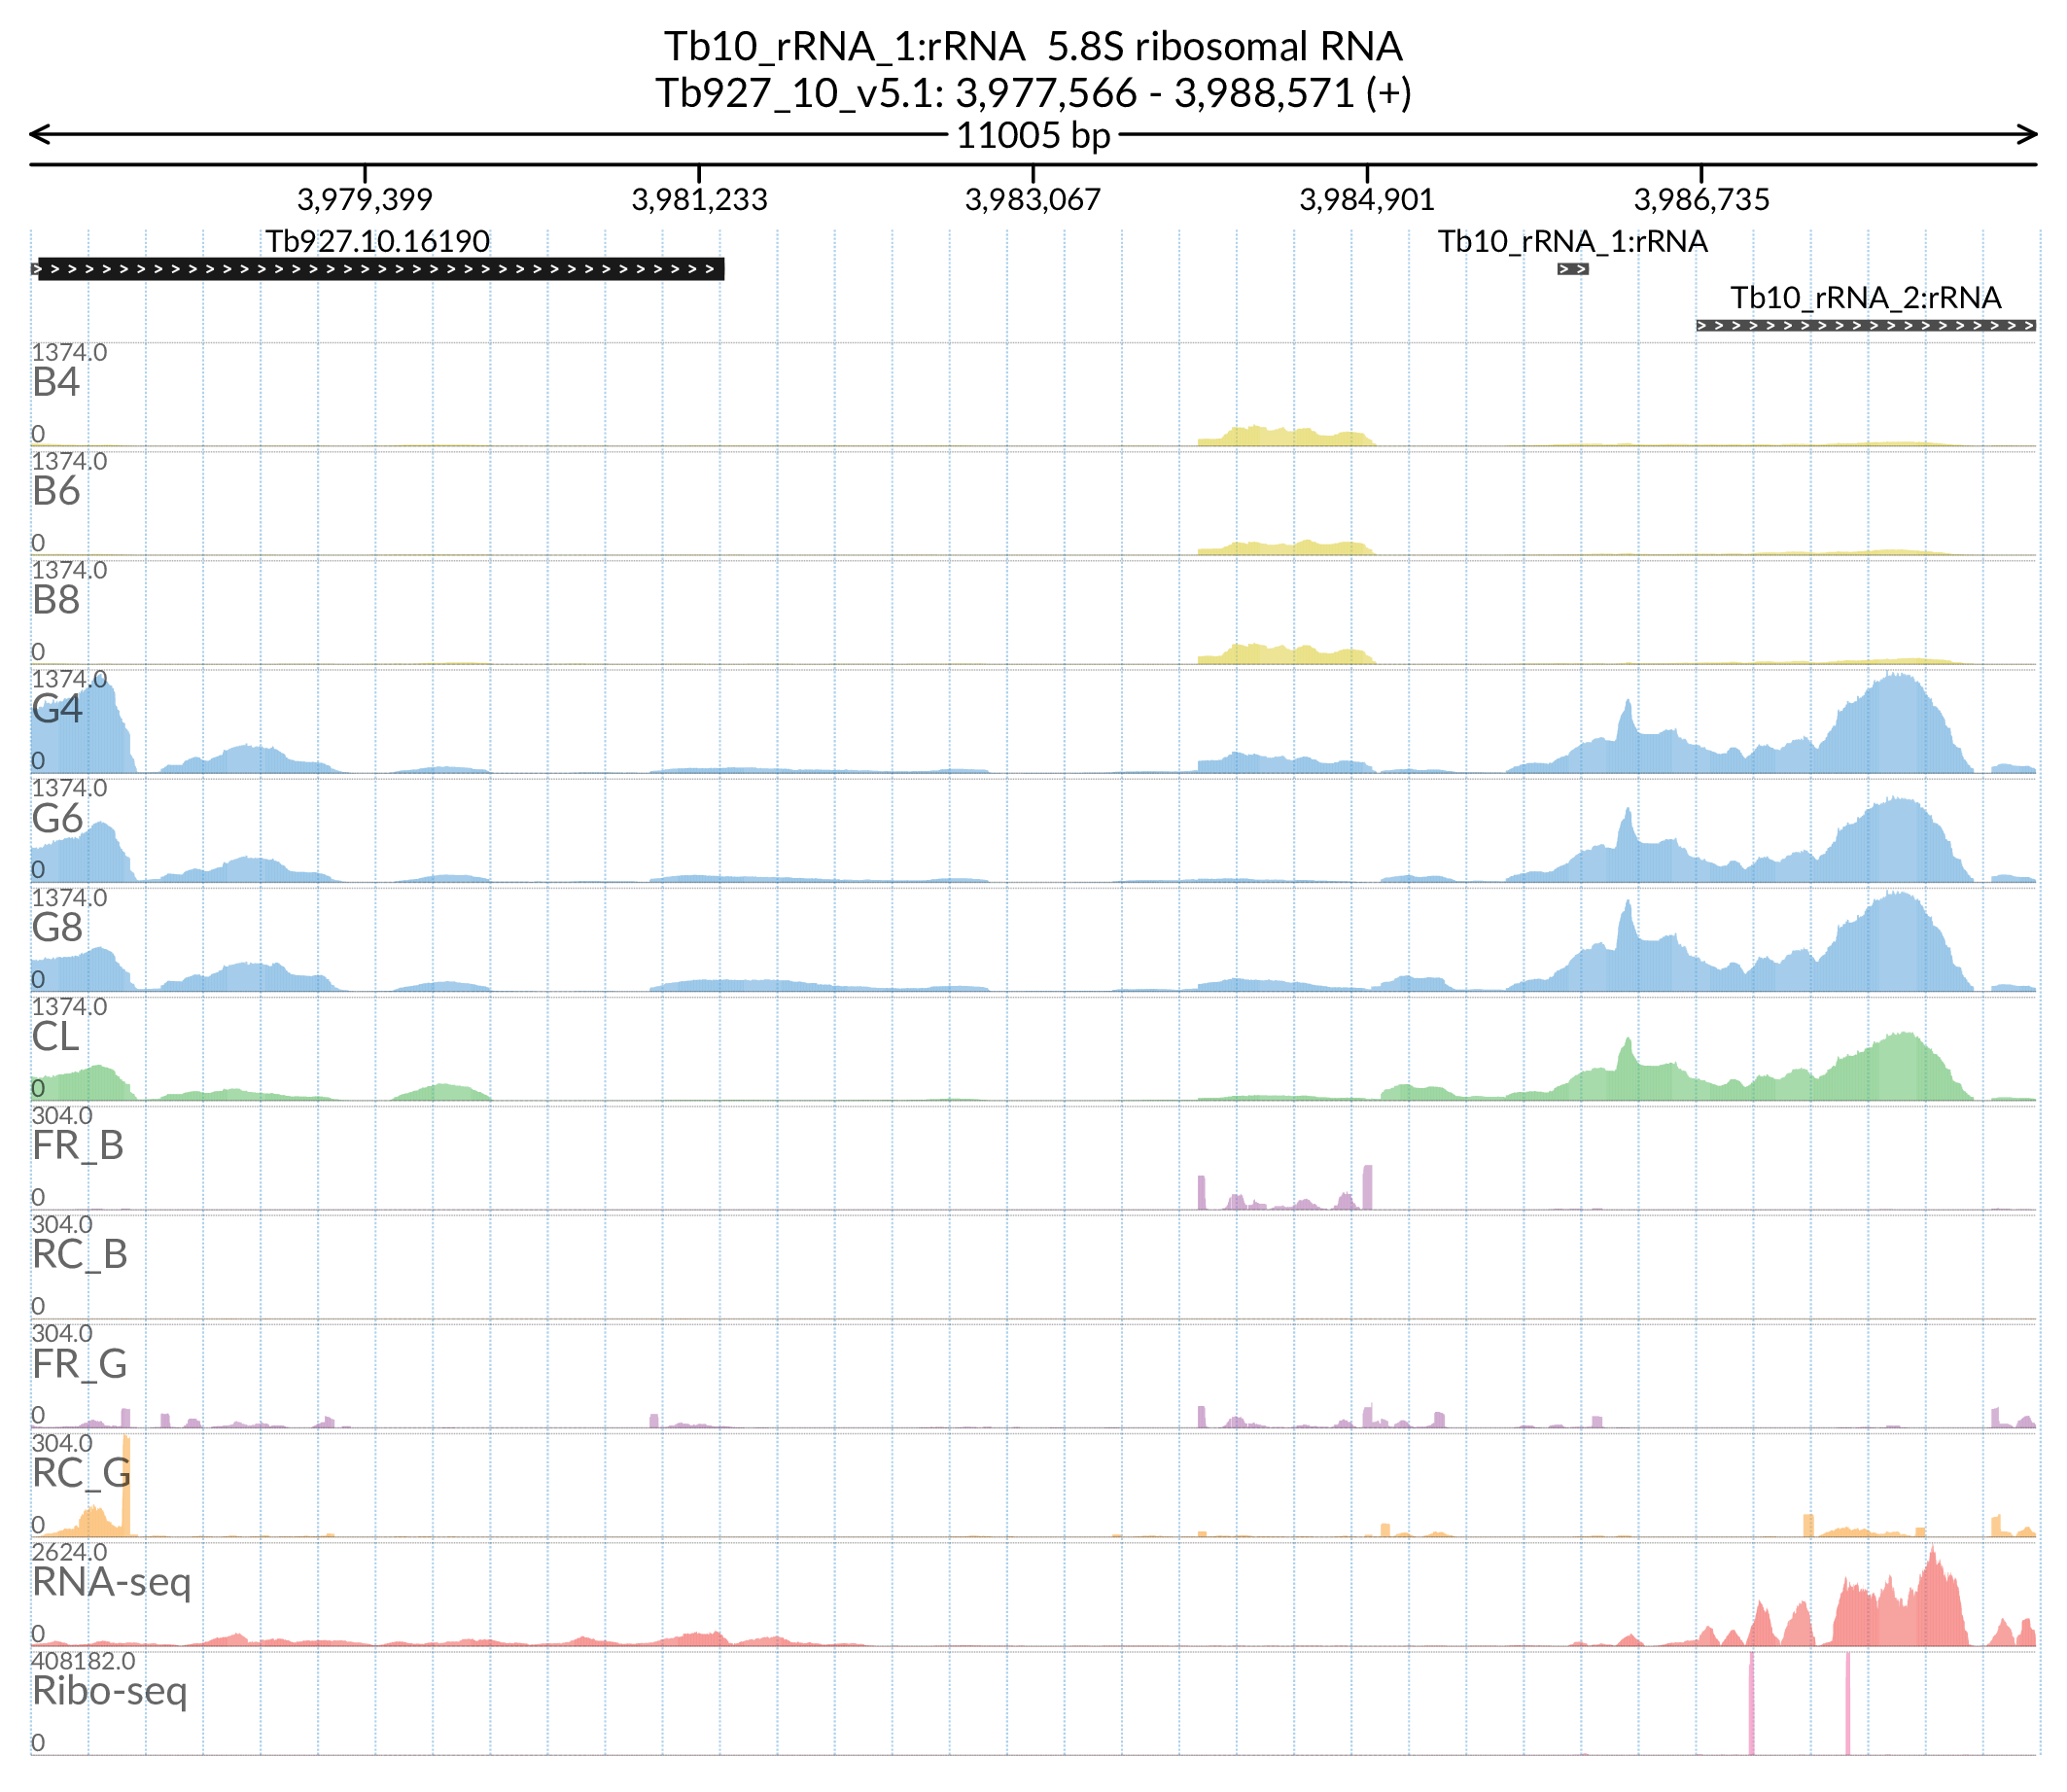 Tb10_rRNA_1:rRNA  5.8S ribosomal RNA
Tb927_10_v5.1: 3,977,566 - 3,988,571 (+)
11005 bp
3,979,399 3,981,233 3,983,067 3,984,901 3,986,735
Tb927.10.16190 Tb10_rRNA_1:rRNA
Tb10_rRNA_2:rRNA
1374.0
B4
0
1374.0
B6
0
1374.0
B8
0
1374.0
G4
0
1374.0
G6
0
1374.0
G8
0
1374.0
CL
0
304.0
FR_B
0
304.0
RC_B
0
304.0
FR_G
0
304.0
RC_G
0
2624.0
RNA-seq
0
408182.0
Ribo-seq
0